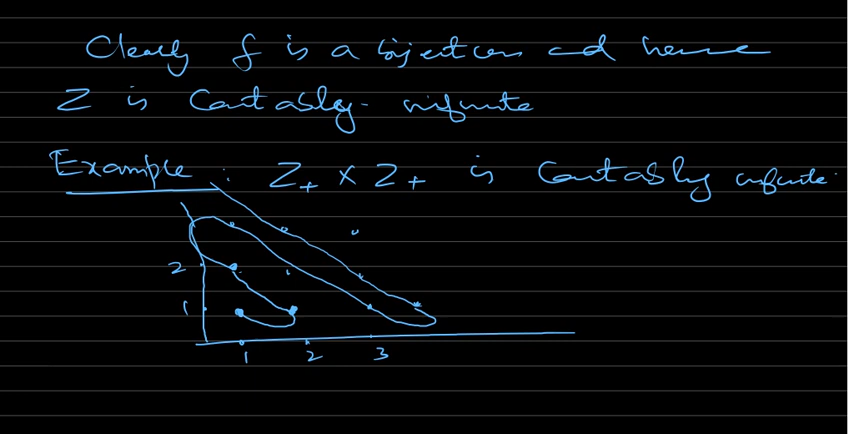 Clearly f is a bijection and hence
Z is Countably infinite
Example : Z+ × Z+ is Countably infinite.
2
1
1 2 3